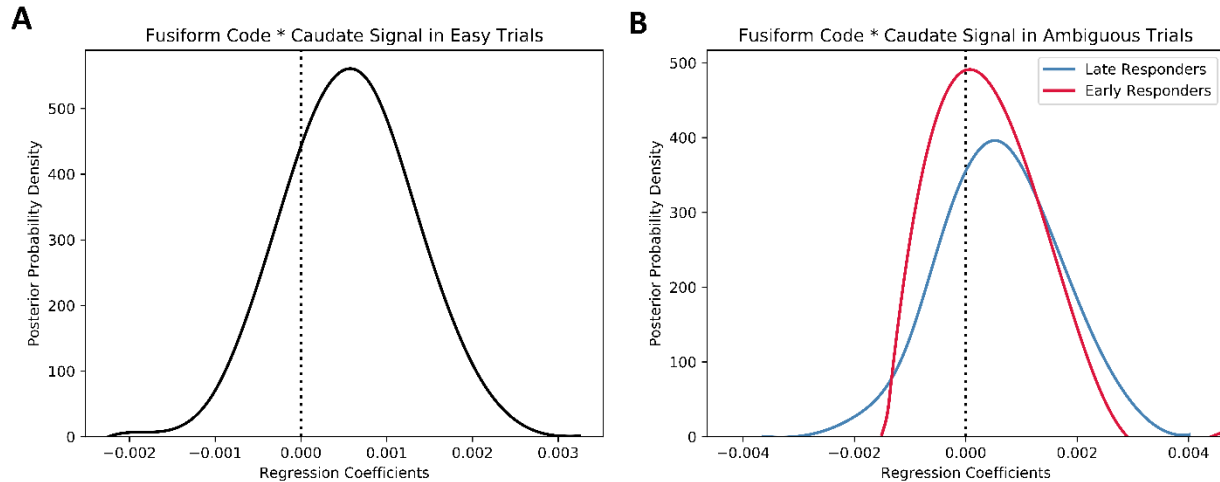 A
Fusiform Code * Caudate Signal in Easy Trials
Posterior Probability Density
500
400
300
200
100
0
−0.002
−0.001
0.000
0.001
0.002
0.003
Regression Coefficients
B
Fusiform Code * Caudate Signal in Ambiguous Trials
Late Responders
Early Responders
Posterior Probability Density
500
400
300
200
100
0
−0.004
−0.002
0.000
0.002
0.004
Regression Coefficients